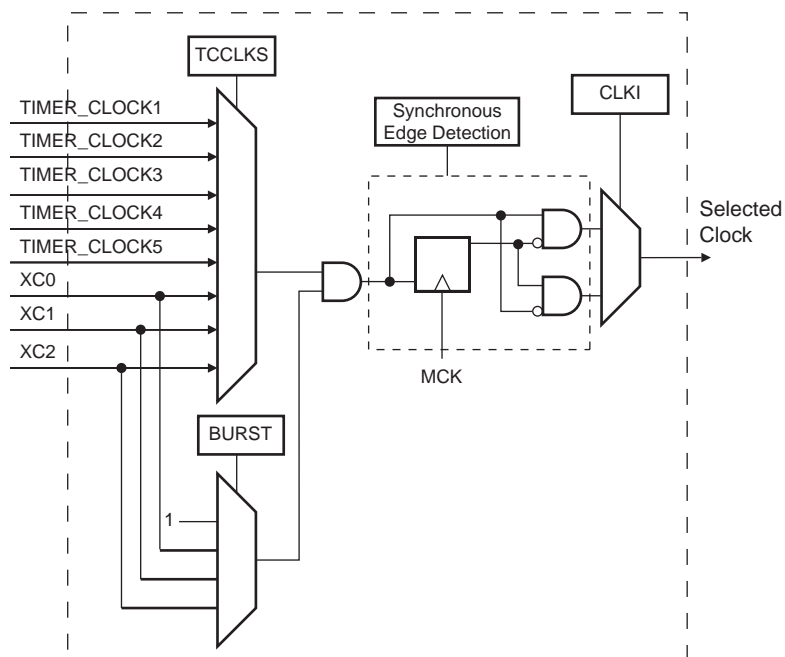 TCCLKS
TIMER_CLOCK1
TIMER_CLOCK2
TIMER_CLOCK3
TIMER_CLOCK4
TIMER_CLOCK5
XC0
XC1
XC2
Synchronous
Edge Detection
CLKI
Selected
Clock
MCK
BURST
1